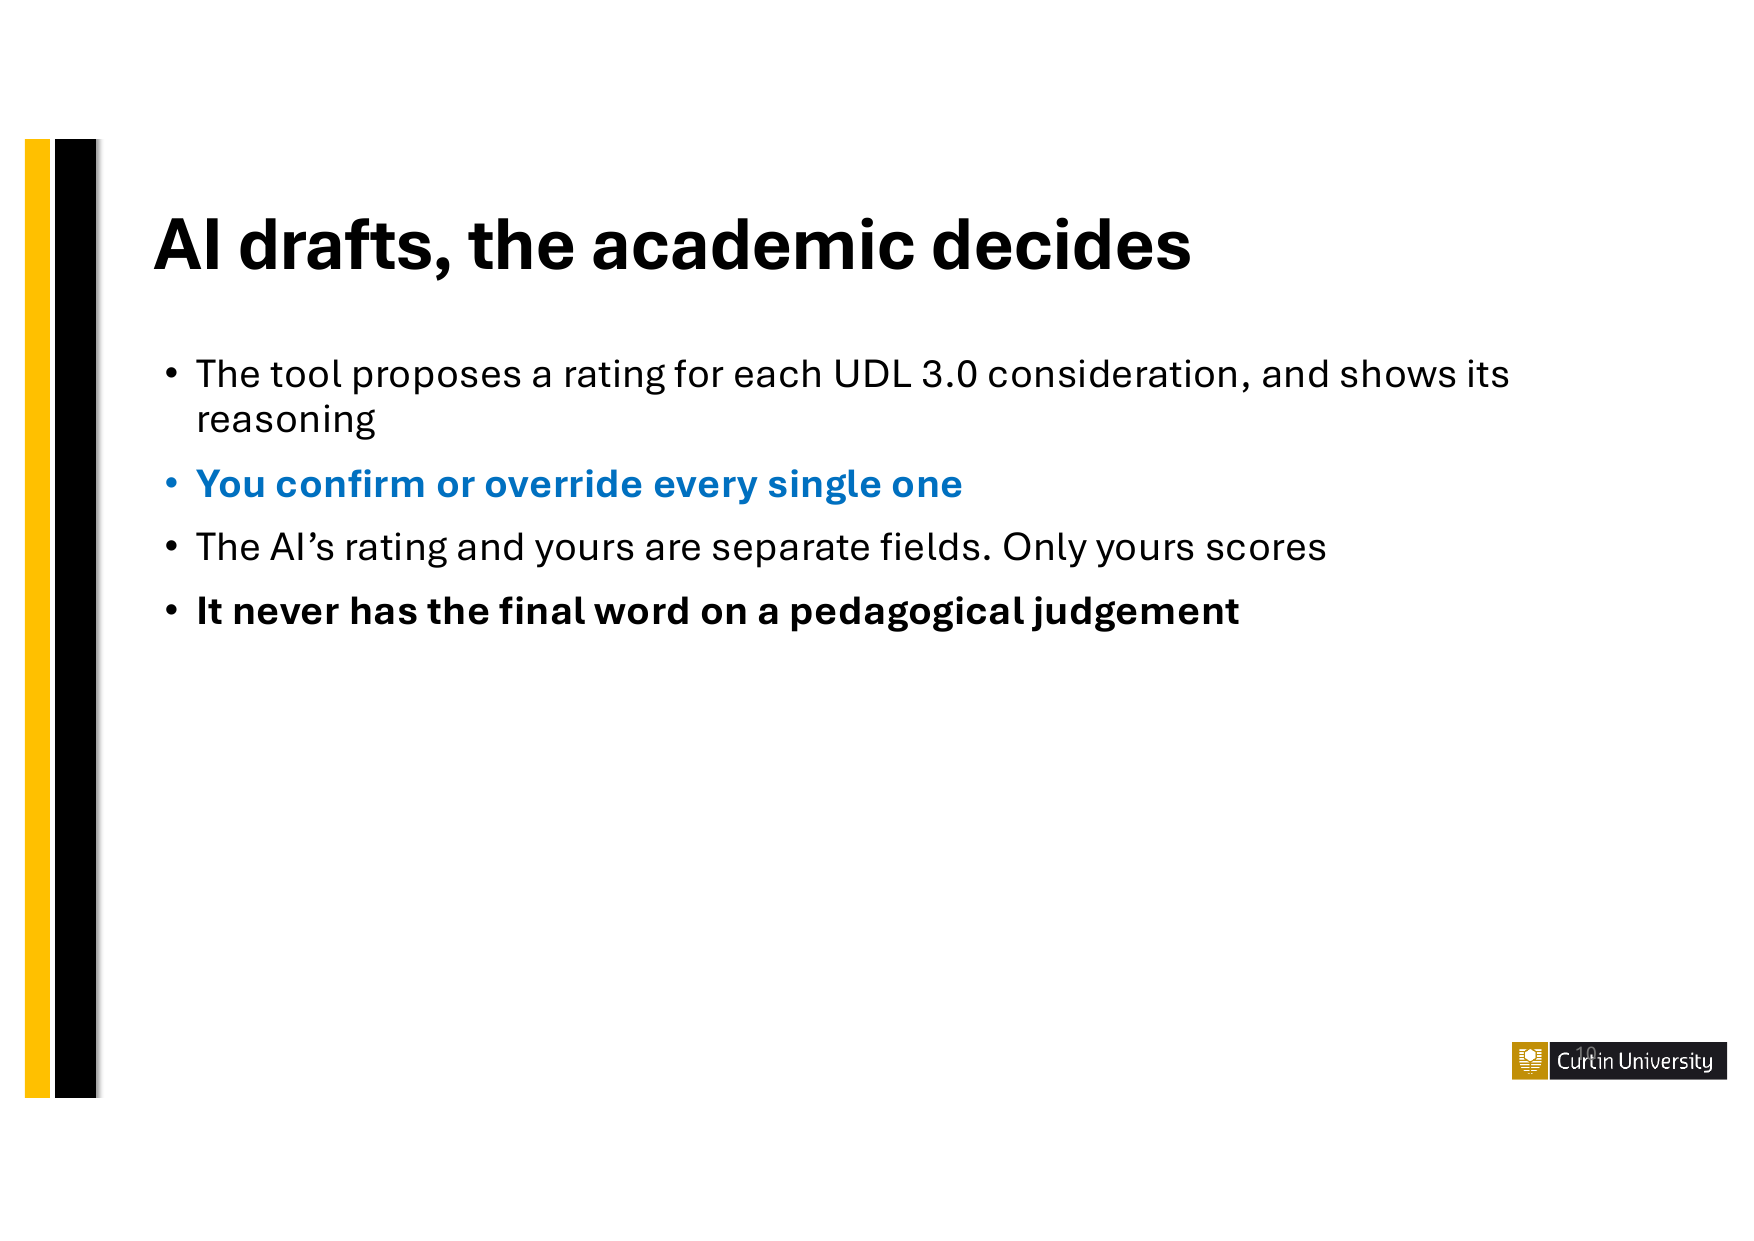 AI drafts, the academic decides
• The tool proposes a rating for each UDL 3.0 consideration, and shows its
reasoning
• You confirm or override every single one
• The AI’s rating and yours are separate fields. Only yours scores
• It never has the final word on a pedagogical judgement
10
Curtin University